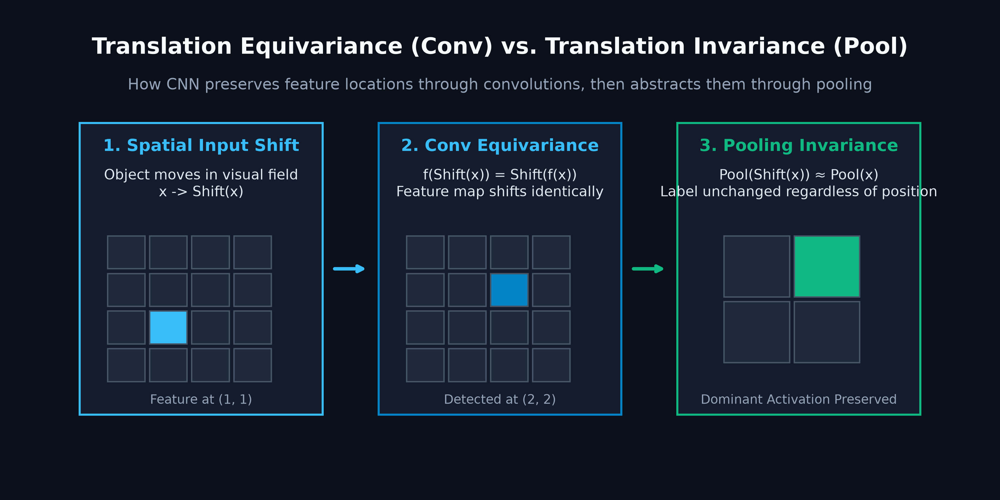 Translation Equivariance (Conv) vs. Translation Invariance (Pool)
How CNN preserves feature locations through convolutions, then abstracts them through pooling
1. Spatial Input Shift
Object moves in visual field
x -> Shift(x)
Feature at (1, 1)
2. Conv Equivariance
f(Shift(x)) = Shift(f(x))
Feature map shifts identically
Detected at (2, 2)
3. Pooling Invariance
Pool(Shift(x)) ≈ Pool(x)
Label unchanged regardless of position
Dominant Activation Preserved